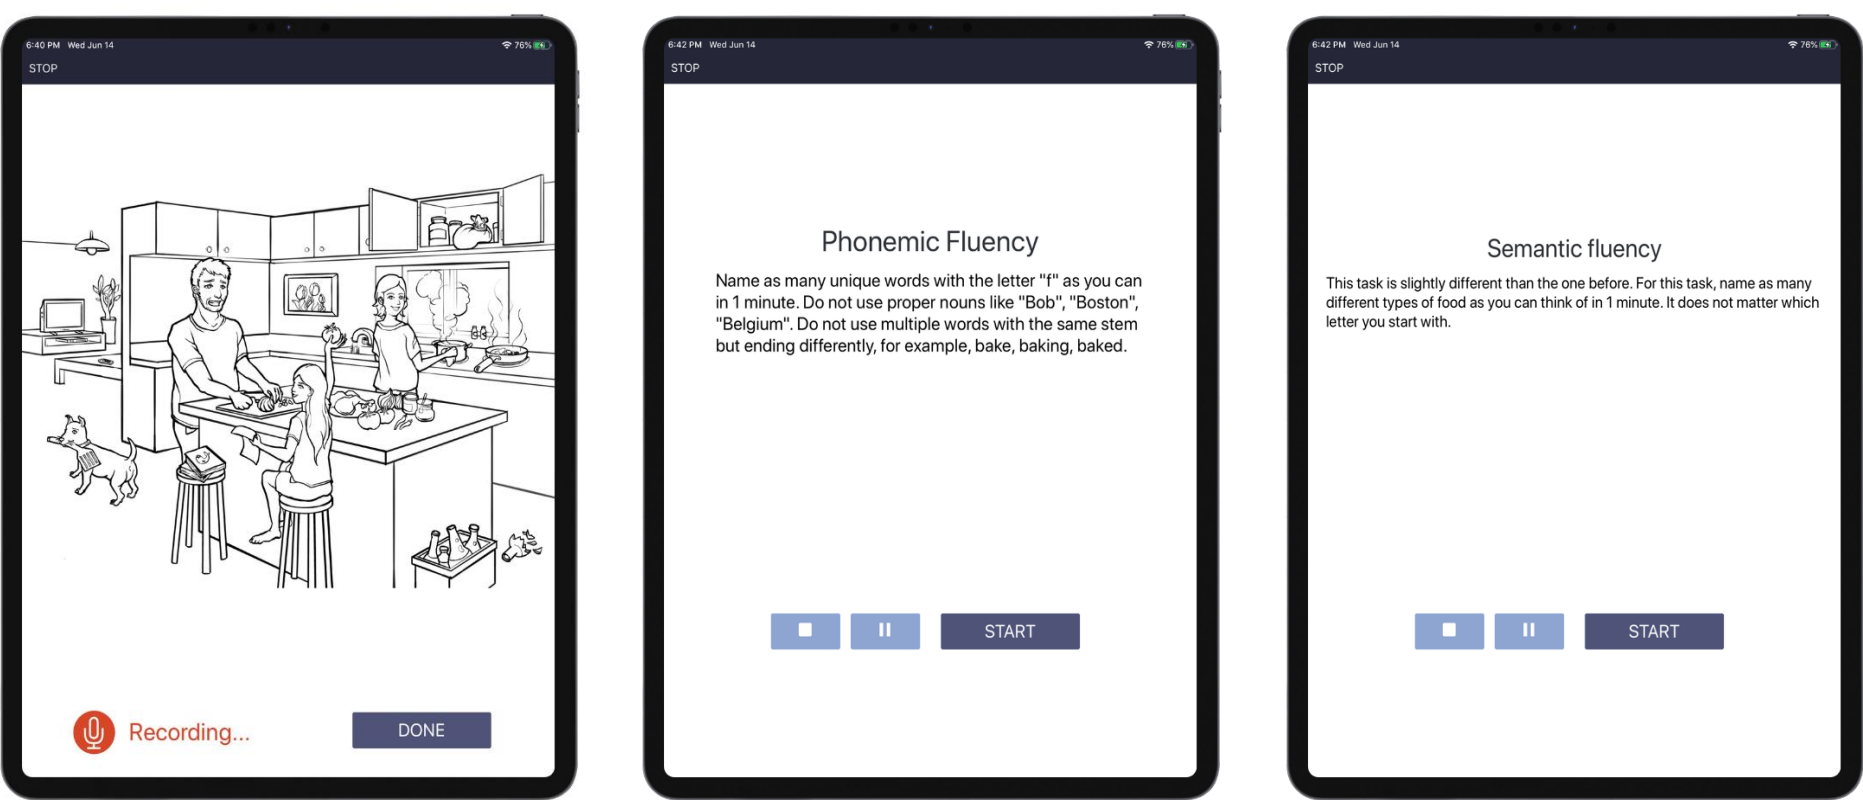 6:40 PM Wed Jun 14
76%
STOP
Recording...
DONE
6:42 PM Wed Jun 14
76%
STOP
Phonemic Fluency
Name as many unique words with the letter "f" as you can
in 1 minute. Do not use proper nouns like "Bob", "Boston",
"Belgium". Do not use multiple words with the same stem
but ending differently, for example, bake, baking, baked.
START
6:42 PM Wed Jun 14
76%
STOP
Semantic fluency
This task is slightly different than the one before. For this task, name as many
different types of food as you can think of in 1 minute. It does not matter which
letter you start with.
START